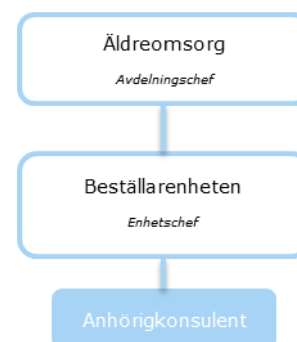 Äldreomsorg
Avdelningschef
Beställarenheten
Enhetschef
Anhörigkonsulent